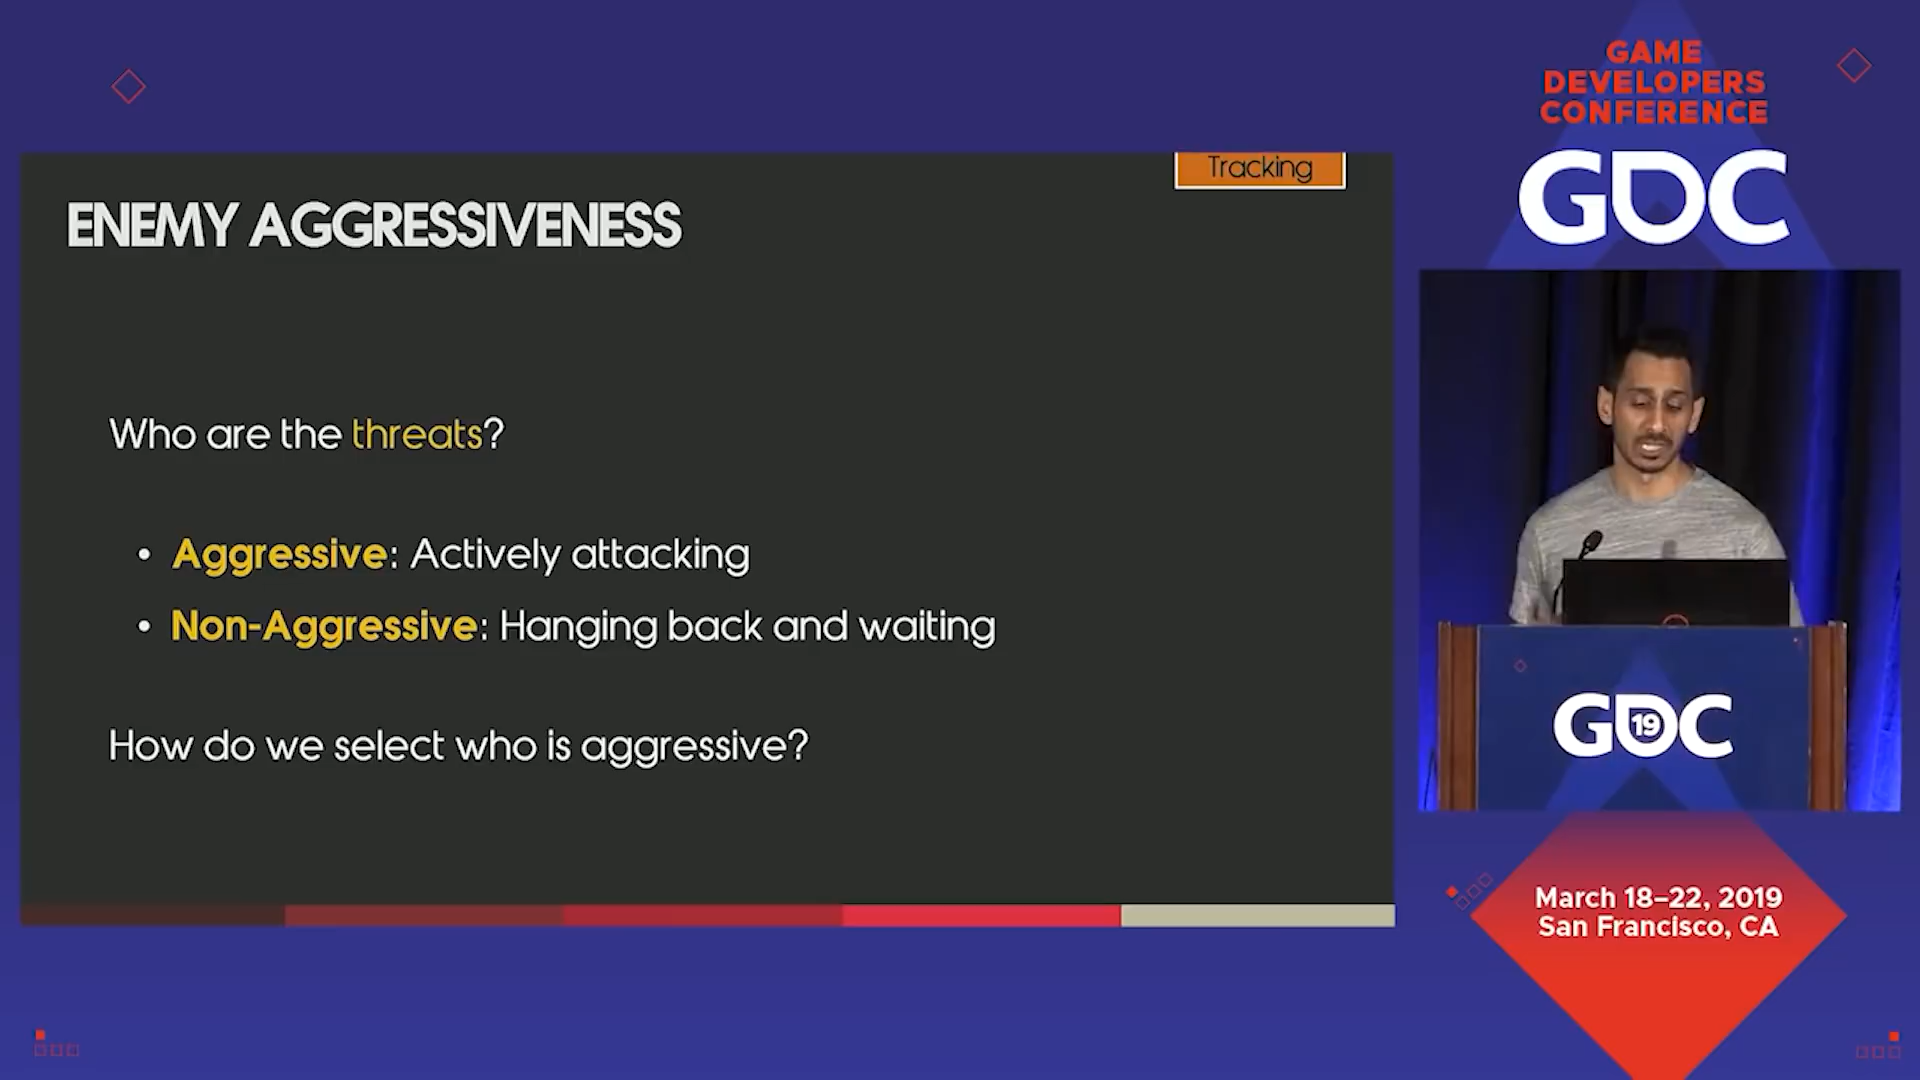 Tracking
ENEMY AGGRESSIVENESS
Who are the threats?
• Aggressive: Actively attacking
• Non-Aggressive: Hanging back and waiting
How do we select who is aggressive?
GAME
DEVELOPERS
CONFERENCE
GDC
GDC
19
March 18–22, 2019
San Francisco, CA